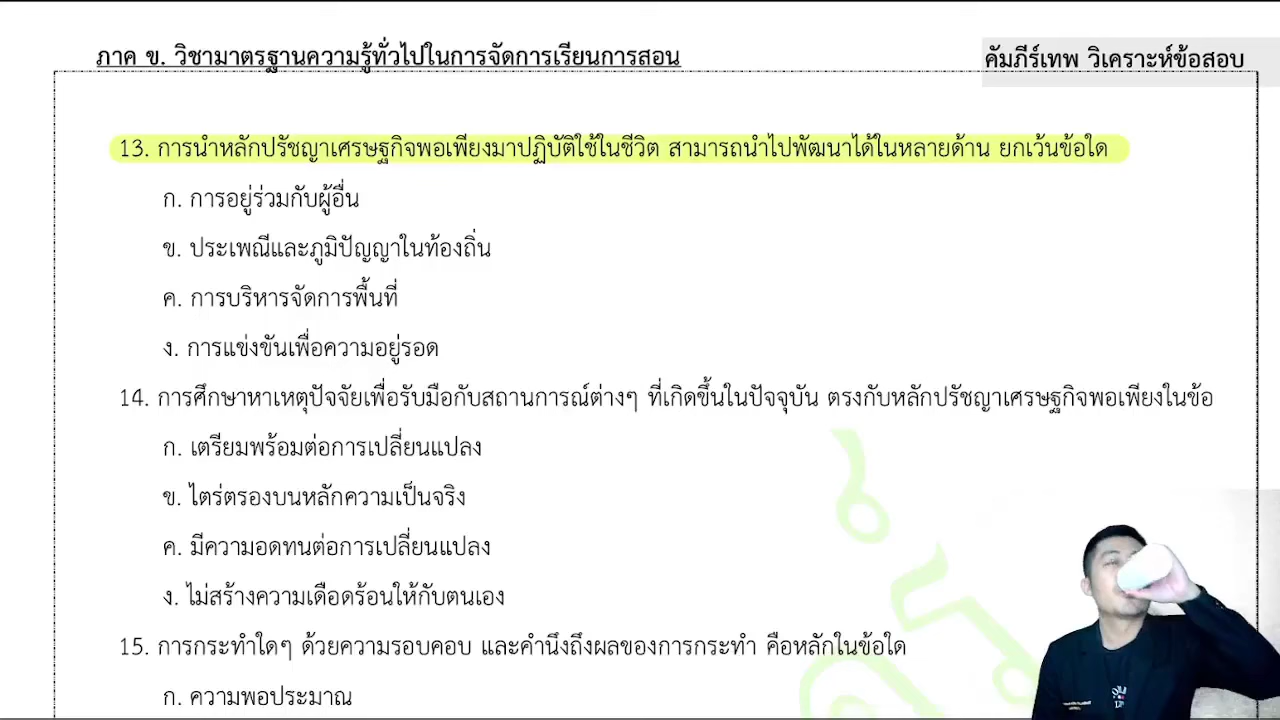 ภาค ข. วิชามาตรฐานความรู้ทั่วไปในการจัดการเรียนการสอน
คัมภีร์เทพ วิเคราะห์ข้อสอบ
13. การนำหลักปรัชญาเศรษฐกิจพอเพียงมาปฏิบัติใช้ในชีวิต สามารถนำไปพัฒนาได้ในหลายด้าน ยกเว้นข้อใด
ก. การอยู่ร่วมกับผู้อื่น
ข. ประเพณีและภูมิปัญญาในท้องถิ่น
ค. การบริหารจัดการพื้นที่
ง. การแข่งขันเพื่อความอยู่รอด
14. การศึกษาหาเหตุปัจจัยเพื่อรับมือกับสถานการณ์ต่างๆ ที่เกิดขึ้นในปัจจุบัน ตรงกับหลักปรัชญาเศรษฐกิจพอเพียงในข้อ
ก. เตรียมพร้อมต่อการเปลี่ยนแปลง
ข. ไตร่ตรองบนหลักความเป็นจริง
ค. มีความอดทนต่อการเปลี่ยนแปลง
ง. ไม่สร้างความเดือดร้อนให้กับตนเอง
15. การกระทำใดๆ ด้วยความรอบคอบ และคำนึงถึงผลของการกระทำ คือหลักในข้อใด
ก. ความพอประมาณ